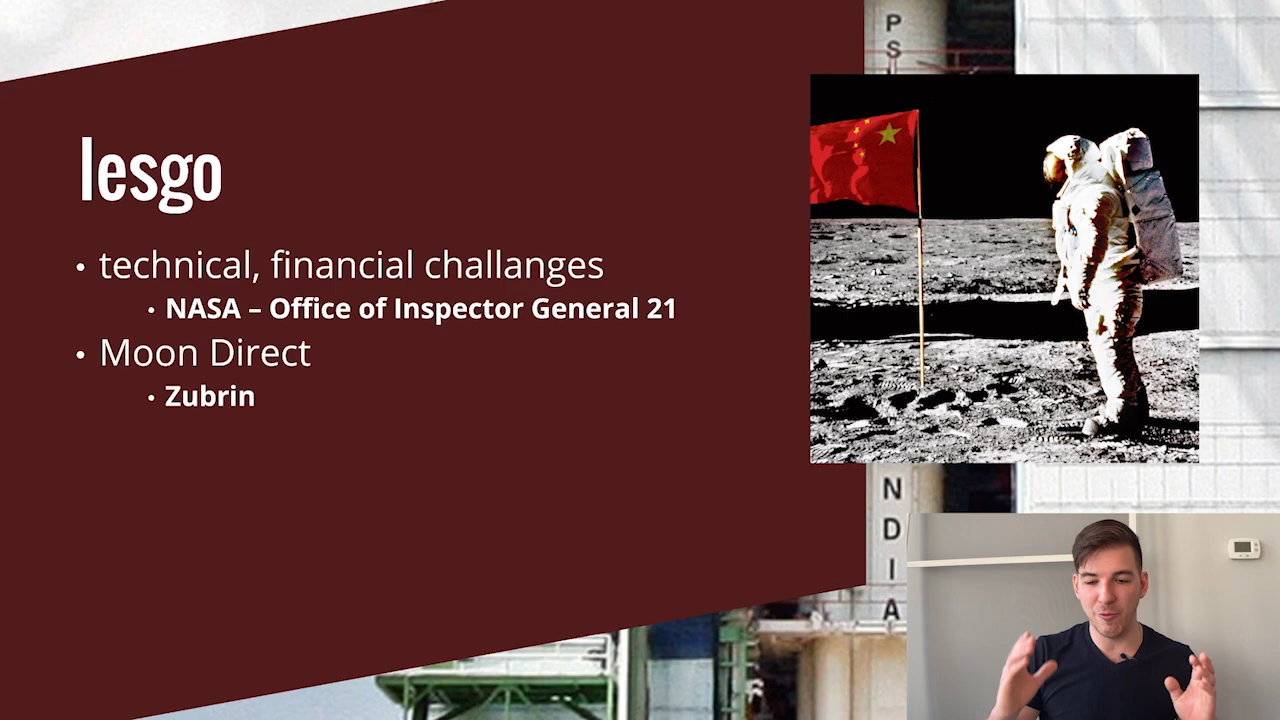 lesgo
• technical, financial challanges
• NASA – Office of Inspector General 21
• Moon Direct
• Zubrin
P
S
N
D
I
A